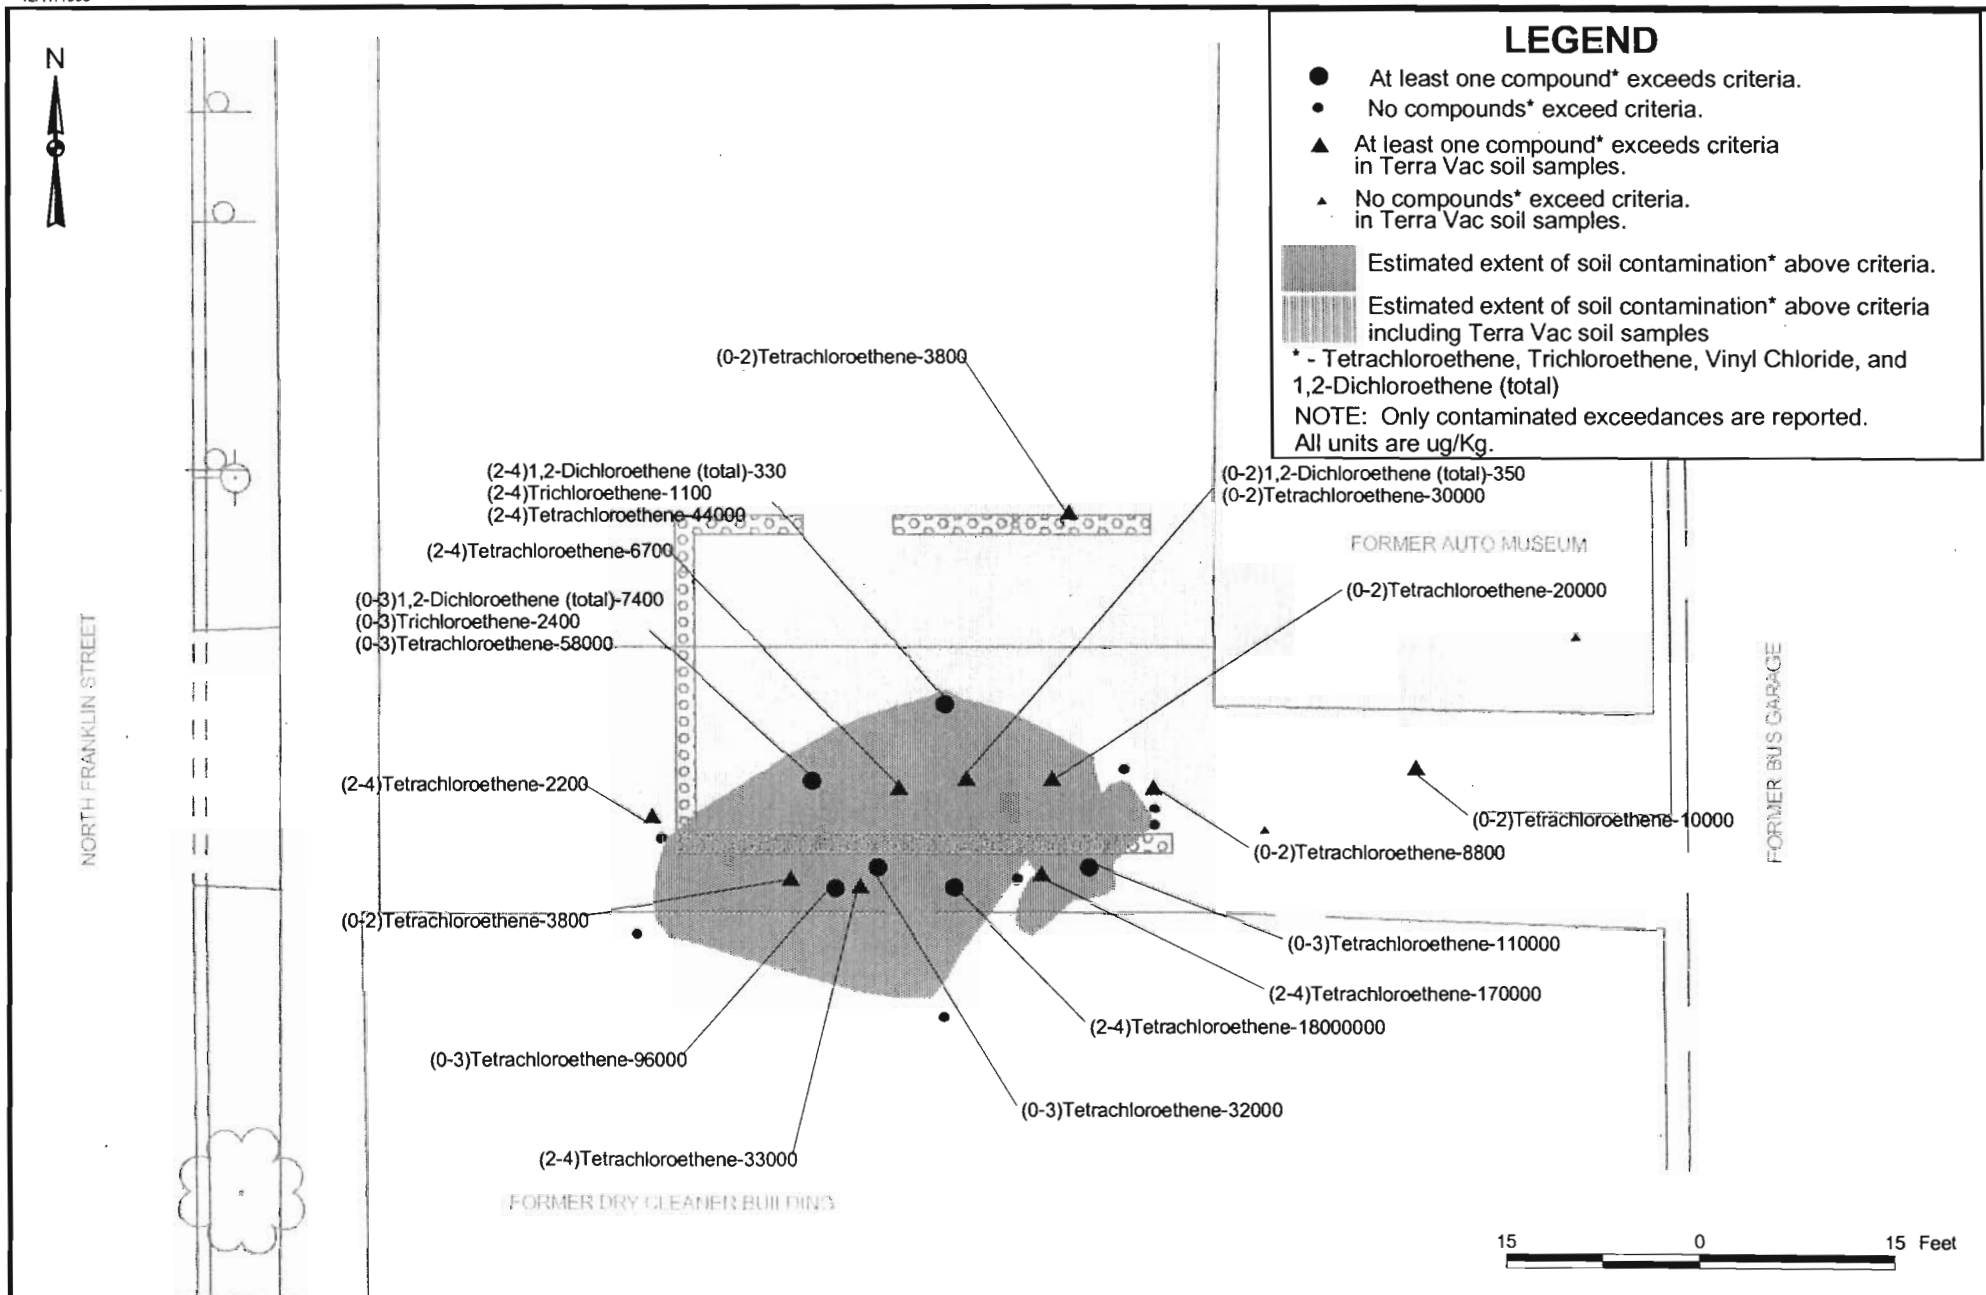 N
LEGEND
At least one compound* exceeds criteria.
No compounds* exceed criteria.
At least one compound* exceeds criteria
in Terra Vac soil samples.
No compounds* exceed criteria.
in Terra Vac soil samples.
Estimated extent of soil contamination* above criteria.
Estimated extent of soil contamination* above criteria
including Terra Vac soil samples
* - Tetrachloroethene, Trichloroethene, Vinyl Chloride, and
1,2-Dichloroethene (total)
NOTE: Only contaminated exceedances are reported.
All units are ug/Kg.
(0-2)Tetrachloroethene-3800
(2-4)1,2-Dichloroethene (total)-330
(2-4)Trichloroethene-1100
(2-4)Tetrachloroethene-44000
(0-2)1,2-Dichloroethene (total)-350
(0-2)Tetrachloroethene-30000
(2-4)Tetrachloroethene-6700
FORMER AUTO MUSEUM
(0-2)Tetrachloroethene-20000
(0-3)1,2-Dichloroethene (total)-7400
(0-3)Trichloroethene-2400
(0-3)Tetrachloroethene-58000
NORTH FRANKLIN STREET
FORMER BUS GARAGE
(2-4)Tetrachloroethene-2200
(0-2)Tetrachloroethene-10000
(0-2)Tetrachloroethene-8800
(0-2)Tetrachloroethene-3800
(0-3)Tetrachloroethene-110000
(2-4)Tetrachloroethene-170000
(2-4)Tetrachloroethene-18000000
(0-3)Tetrachloroethene-96000
(0-3)Tetrachloroethene-32000
(2-4)Tetrachloroethene-33000
FORMER DRY CLEANER BUILDING
15 0 15 Feet